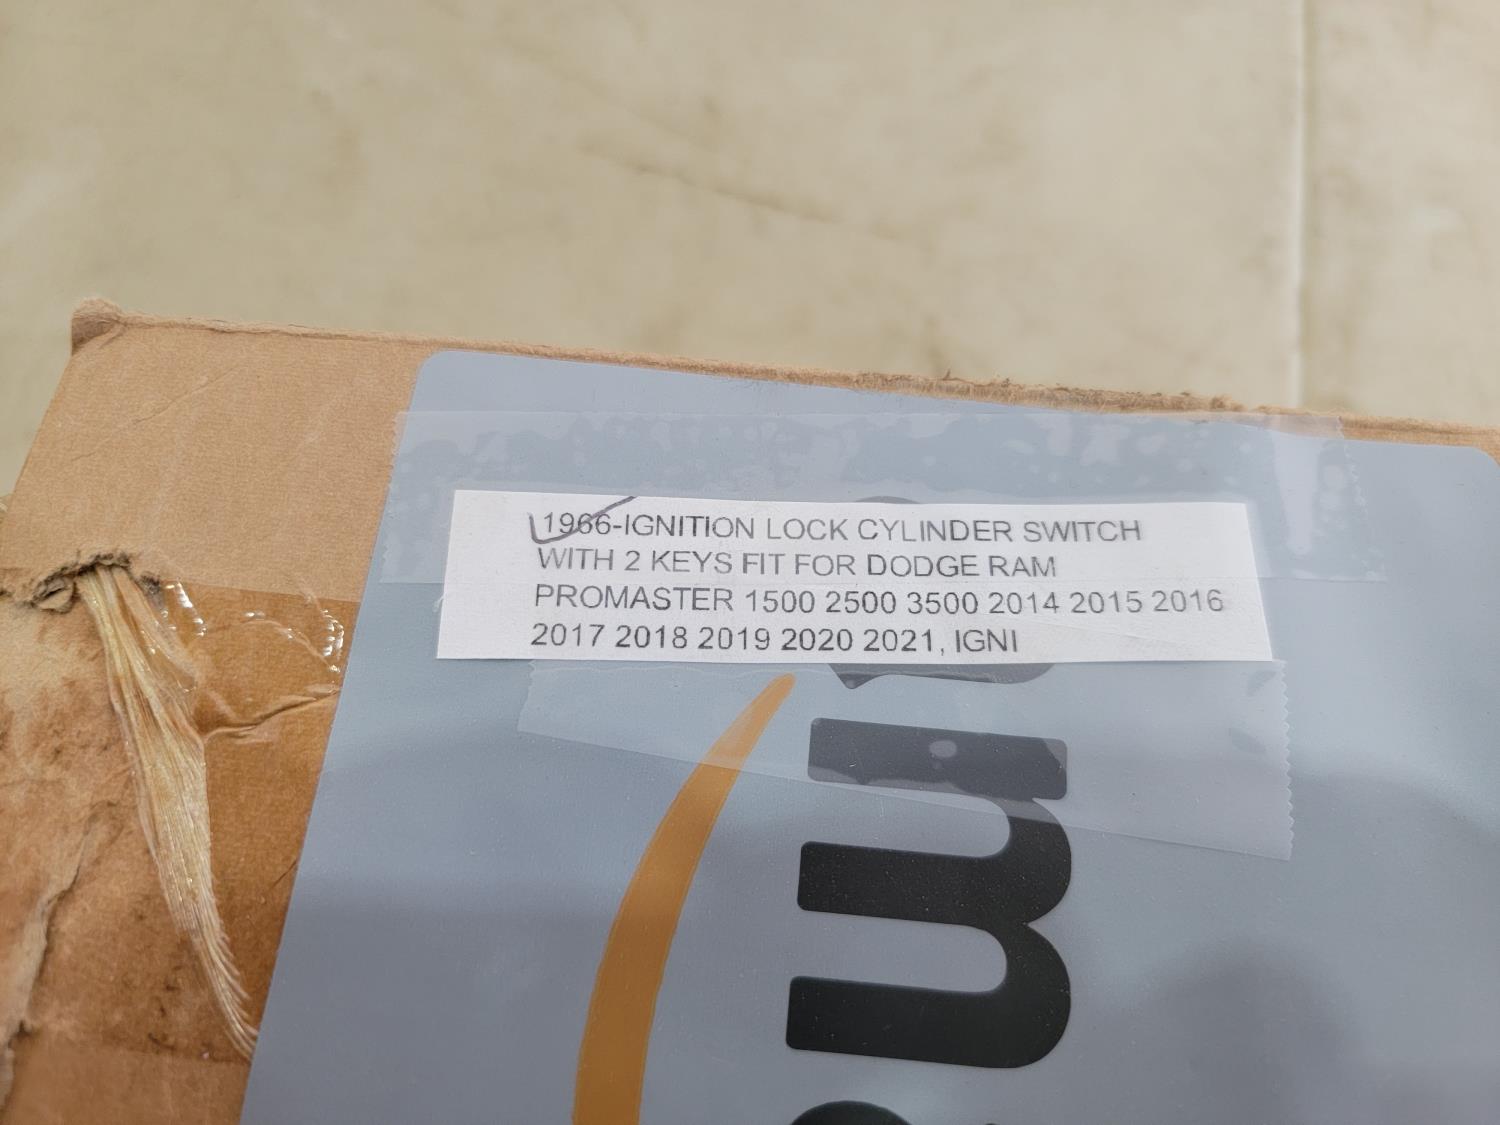 1966-IGNITION LOCK CYLINDER SWITCH
WITH 2 KEYS FIT FOR DODGE RAM
PROMASTER 1500 2500 3500 2014 2015 2016
2017 2018 2019 2020 2021, IGNI